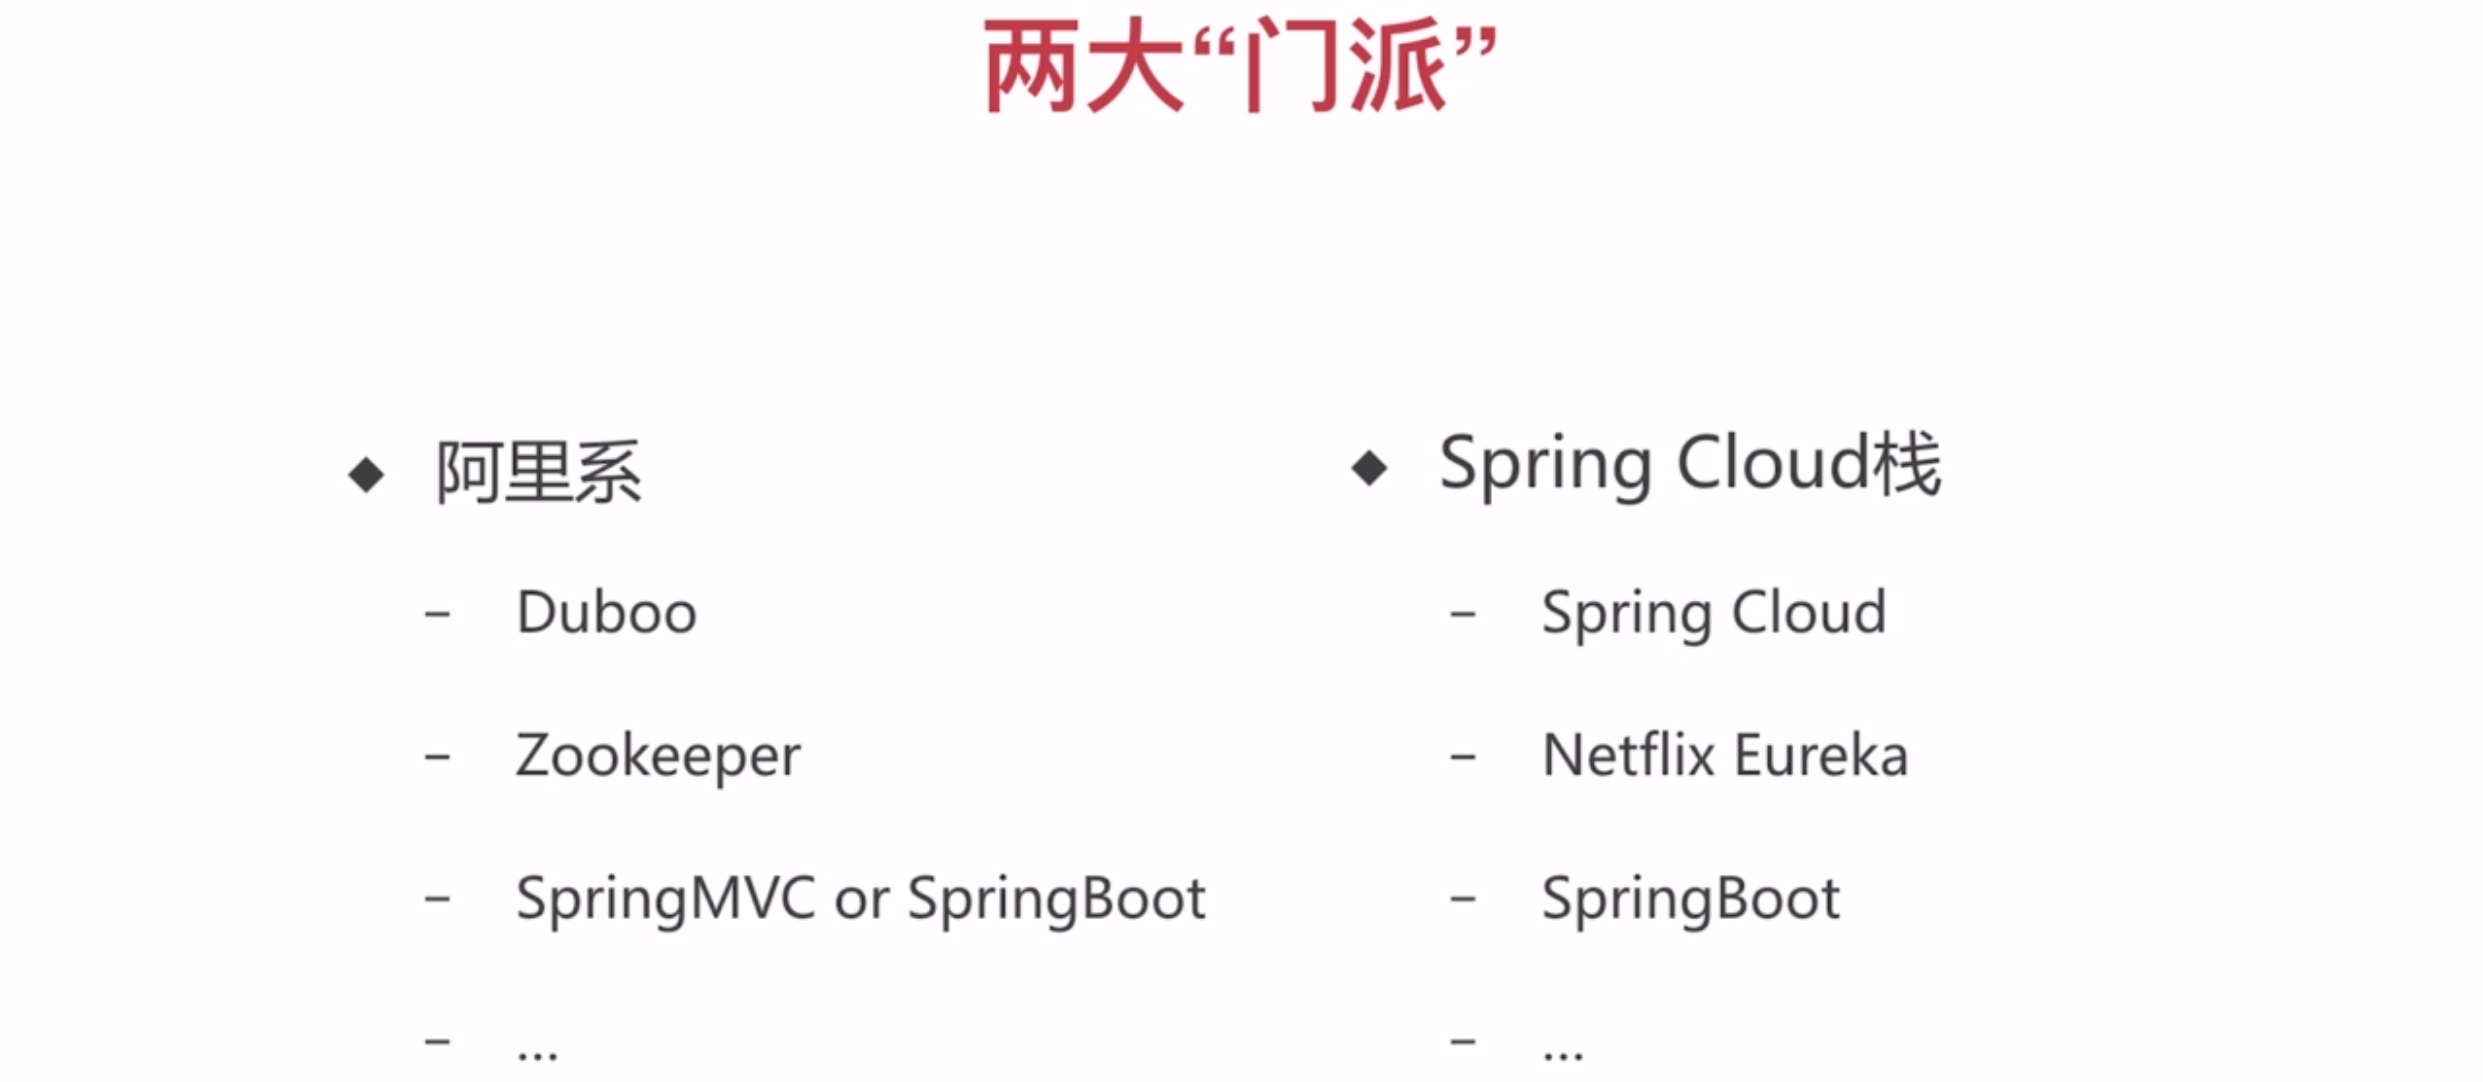 两大“门派”
◆ 阿里系
– Duboo
– Zookeeper
– SpringMVC or SpringBoot
– ...
◆ Spring Cloud栈
– Spring Cloud
– Netflix Eureka
– SpringBoot
– ...